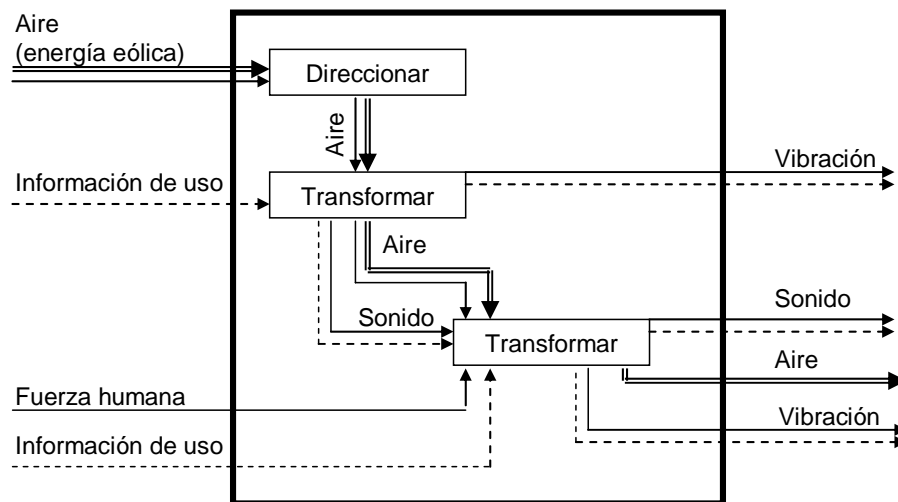 Aire
(energía eólica)
Direccionar
Aire
Información de uso
Transformar
Vibración
Aire
Sonido
Transformar
Sonido
Aire
Fuerza humana
Vibración
Información de uso